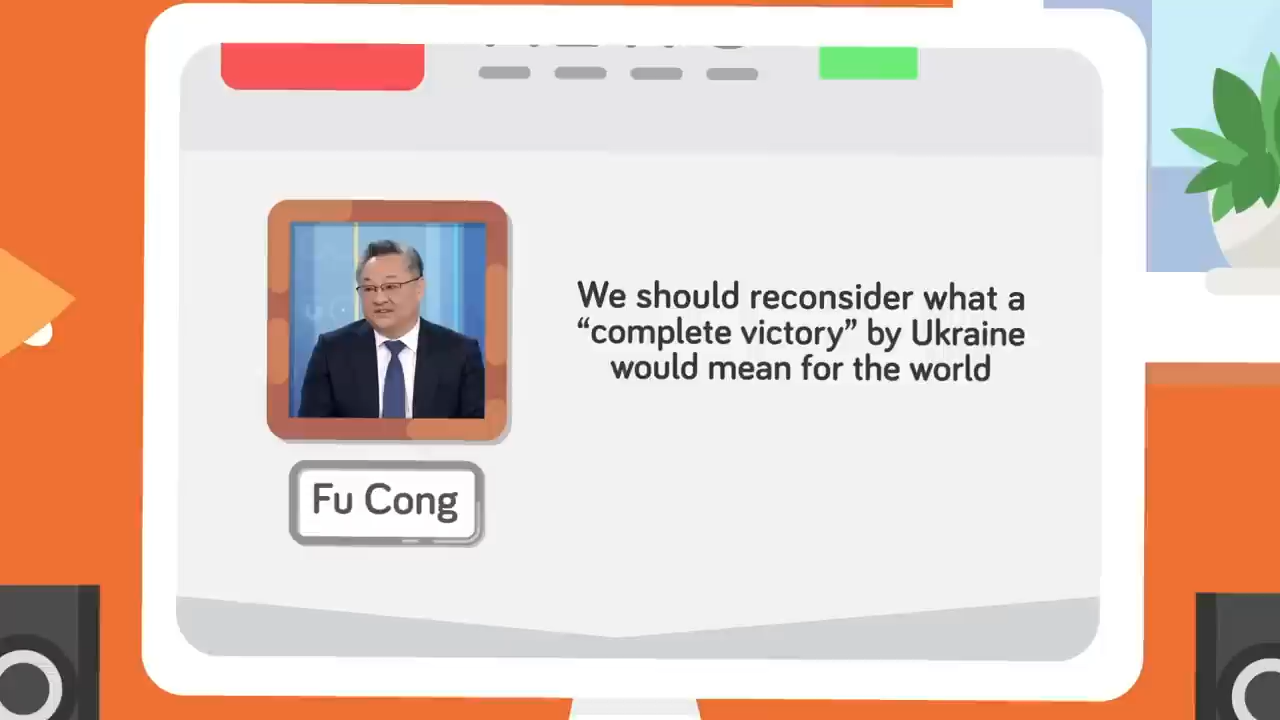 We should reconsider what a
“complete victory” by Ukraine
would mean for the world
Fu Cong